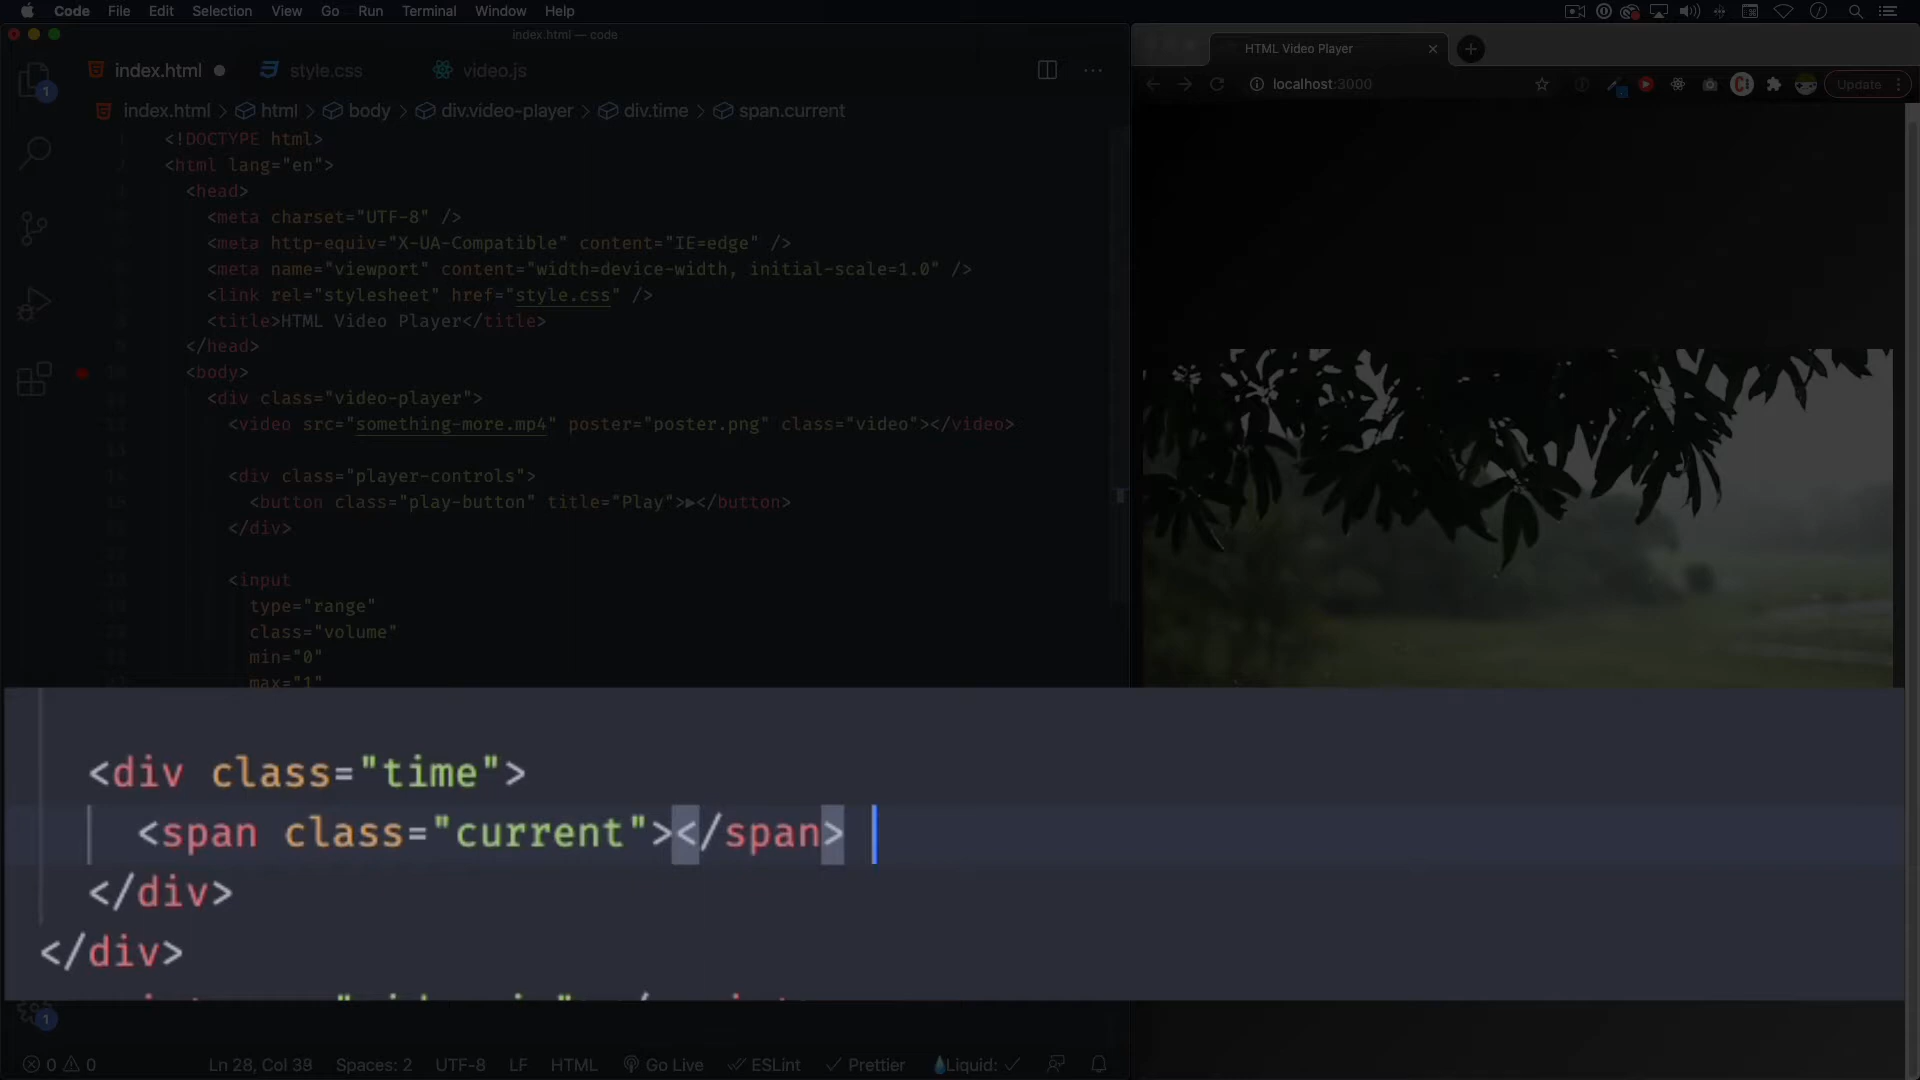 Code File Edit Selection View Go Run Terminal Window Help
index.html — code
HTML Video Player
index.html style.css video.js
localhost:3000
Update
index.html > html > body > div.video-player > div.time > span.current
<!DOCTYPE html>
<html lang="en">
<head>
<meta charset="UTF-8" />
<meta http-equiv="X-UA-Compatible" content="IE=edge" />
<meta name="viewport" content="width=device-width, initial-scale=1.0" />
<link rel="stylesheet" href="style.css" />
<title>HTML Video Player</title>
</head>
<body>
<div class="video-player">
<video src="something-more.mp4" poster="poster.png" class="video"></video>
<div class="player-controls">
<button class="play-button" title="Play">▶</button>
</div>
<input
type="range"
class="volume"
min="0"
max="1"
<div class="time">
<span class="current"></span>
</div>
</div>
1
1
0 0 Ln 28, Col 38 Spaces: 2 UTF-8 LF HTML Go Live ESLint Prettier Liquid: ✓